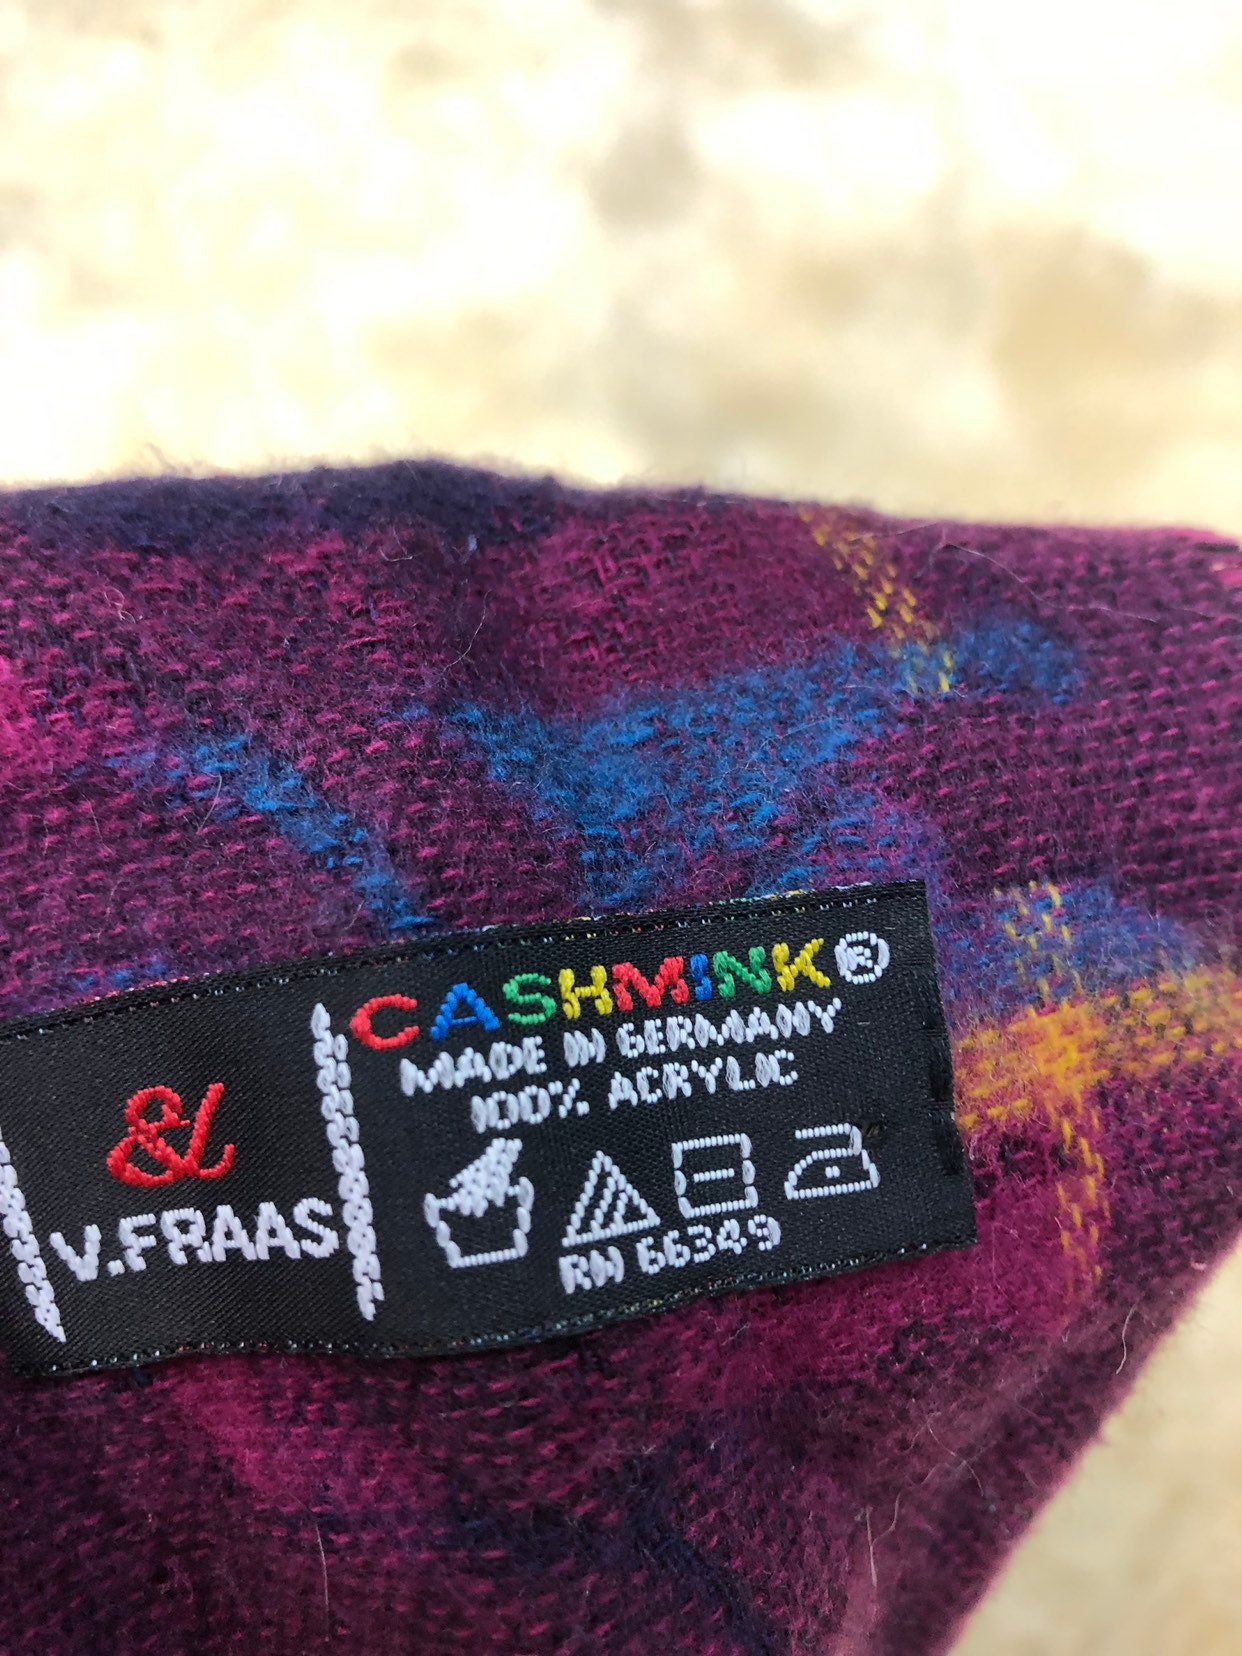 &
V.FRAAS
CASHMINK®
MADE IN GERMANY
100% ACRYLIC
RN 66349